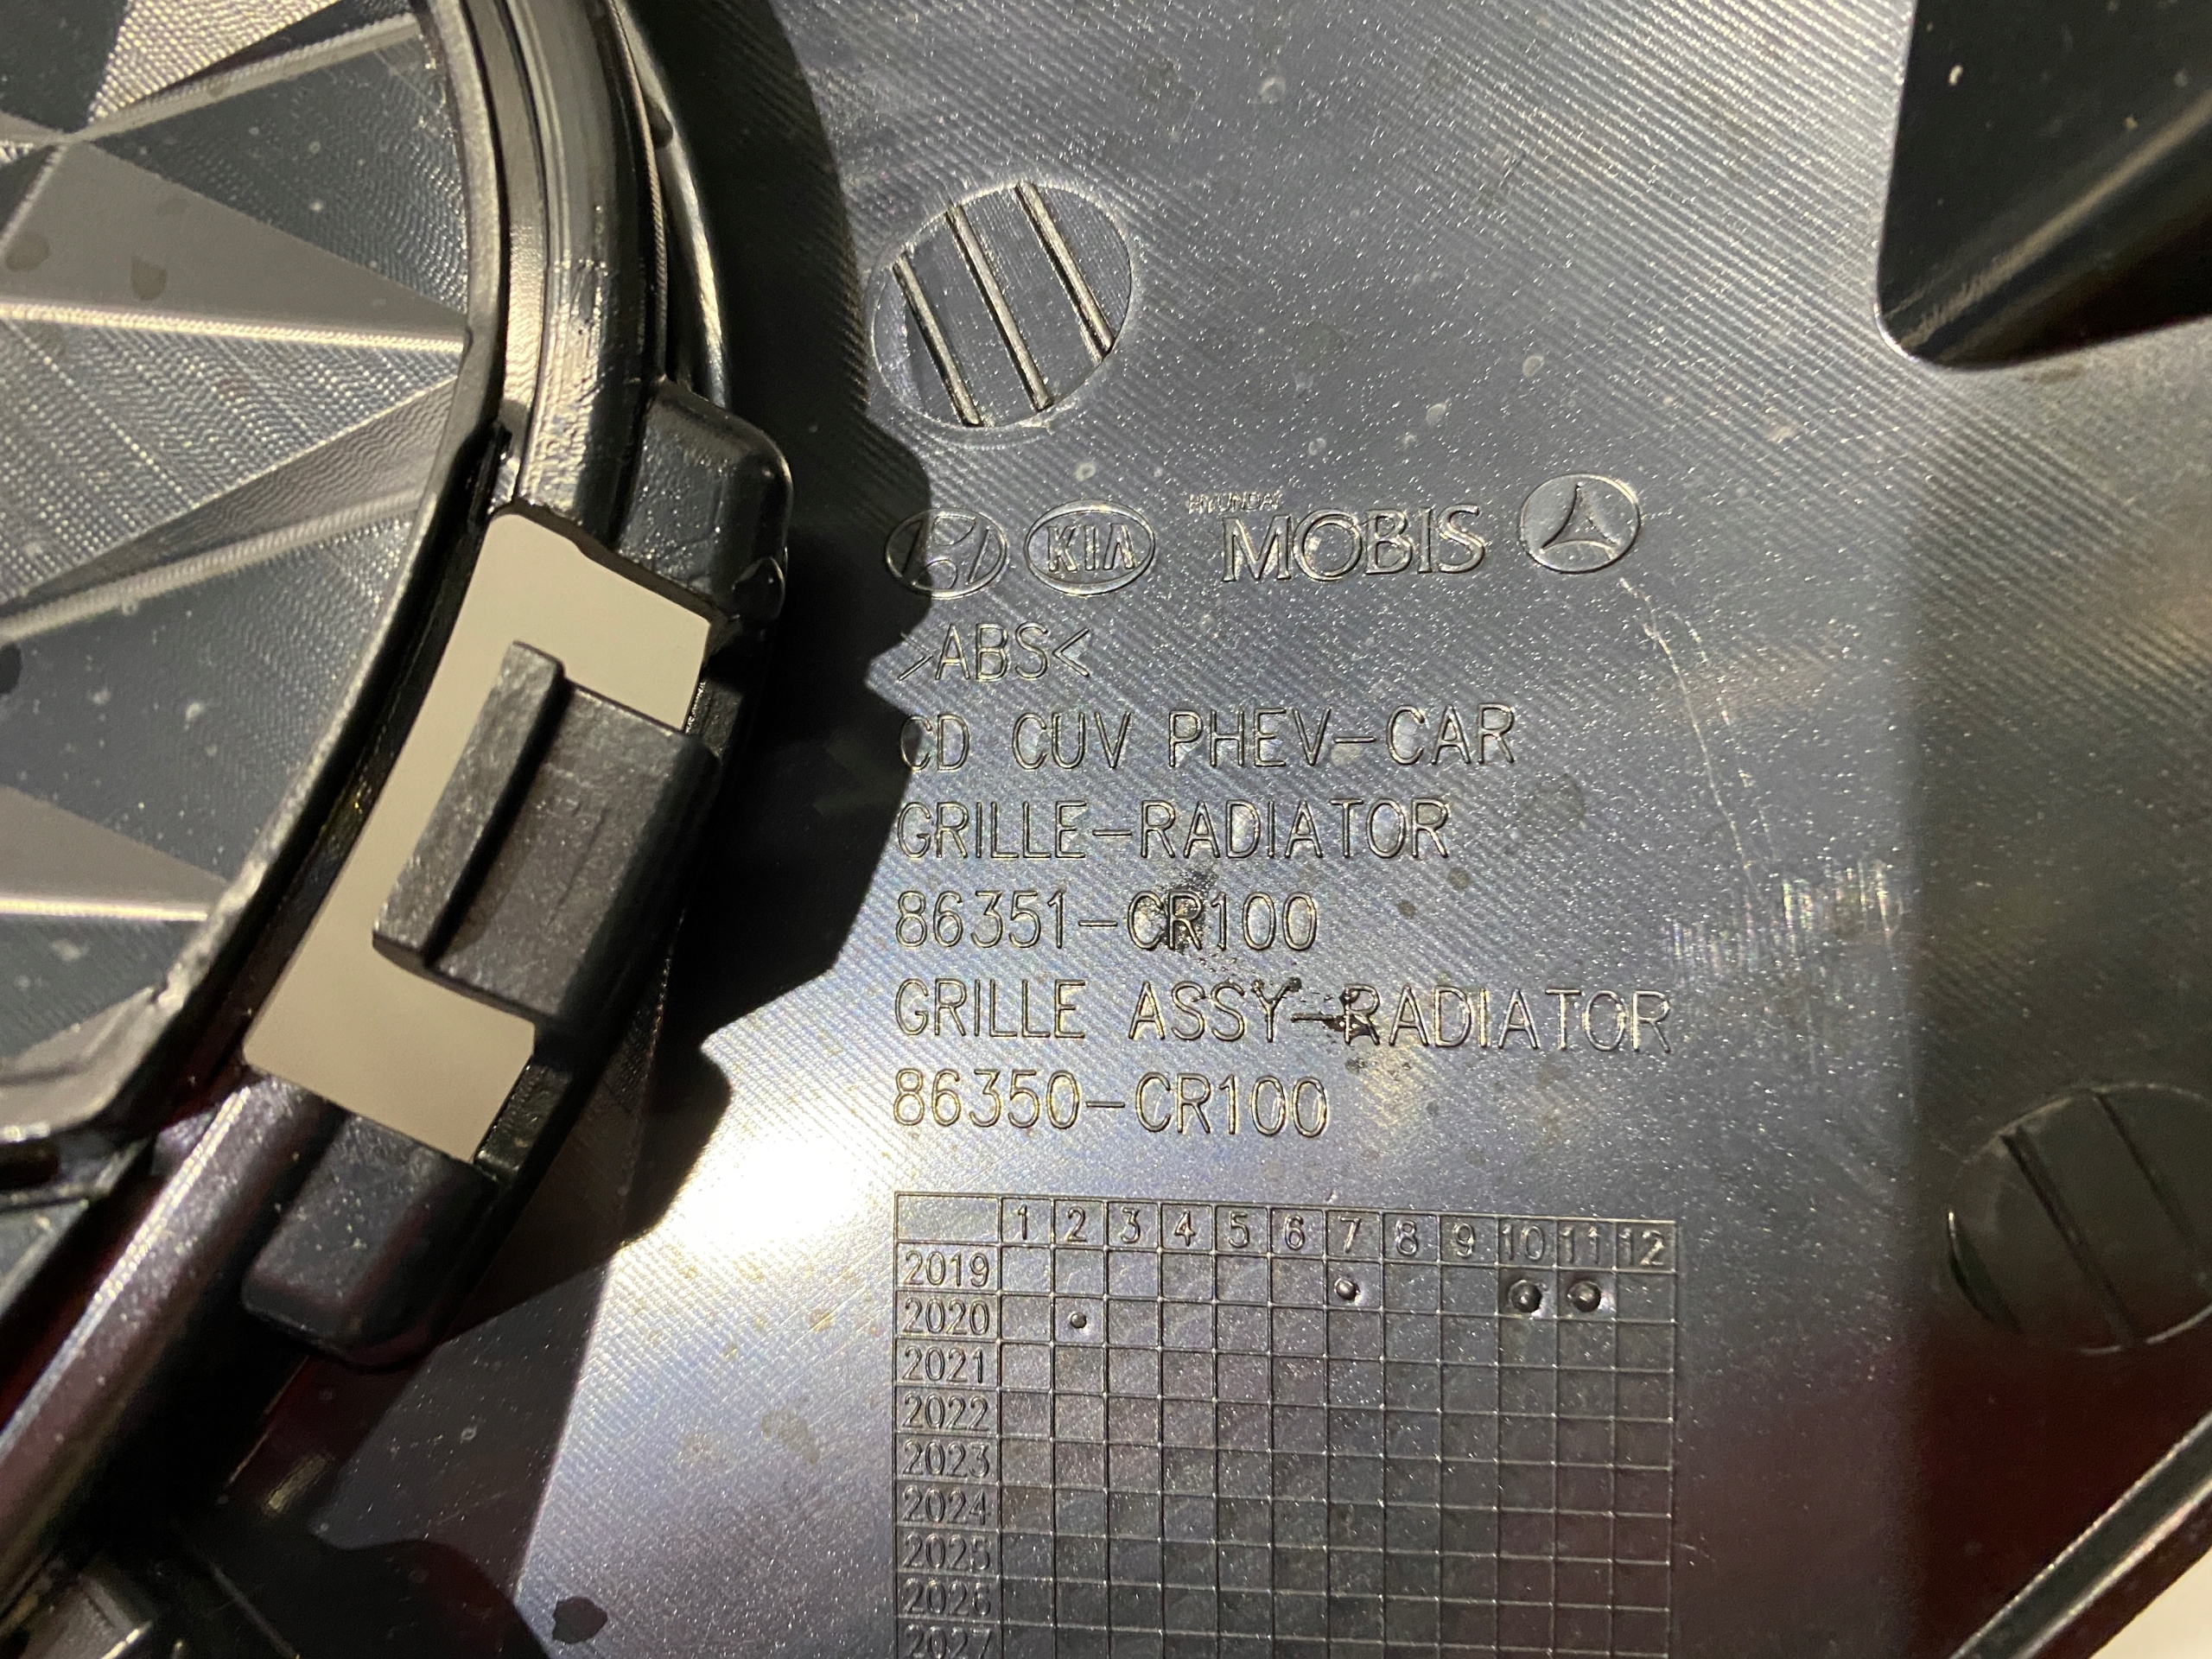 HYUNDAI
KIA MOBIS
>ABS<
CD CUV PHEV-CAR
GRILLE-RADIATOR
86351-CR100
GRILLE ASSY-RADIATOR
86350-CR100
1 2 3 4 5 6 7 8 9 10 11 12
2019
2020
2021
2022
2023
2024
2025
2026
2027